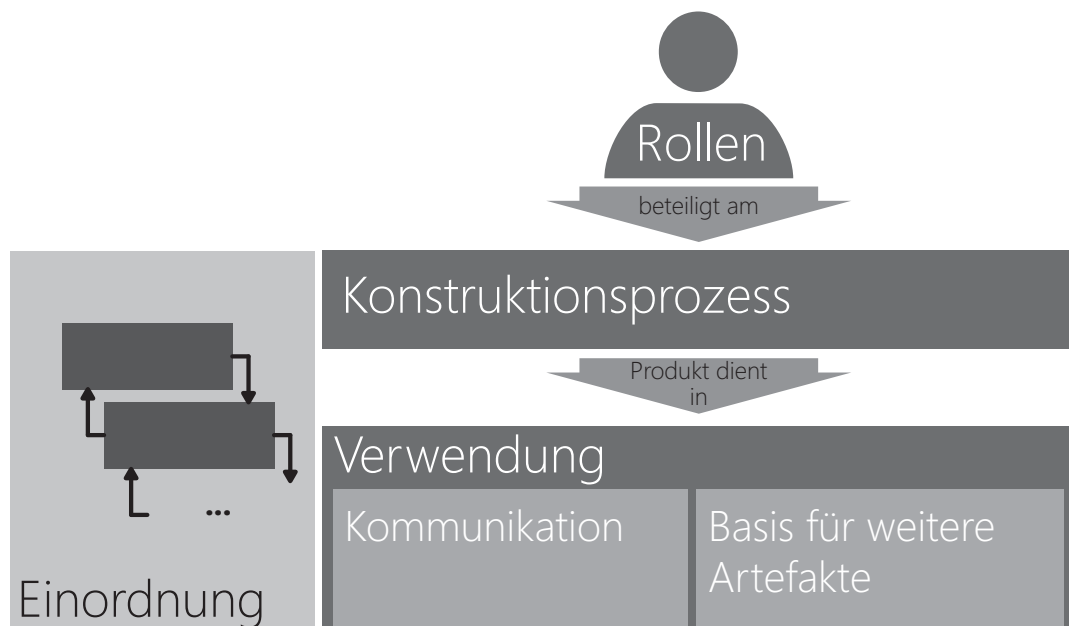 Rollen
beteiligt am
Konstruktionsprozess
Produkt dient
in
Verwendung
Kommunikation
Basis für weitere
Artefakte
...
Einordnung